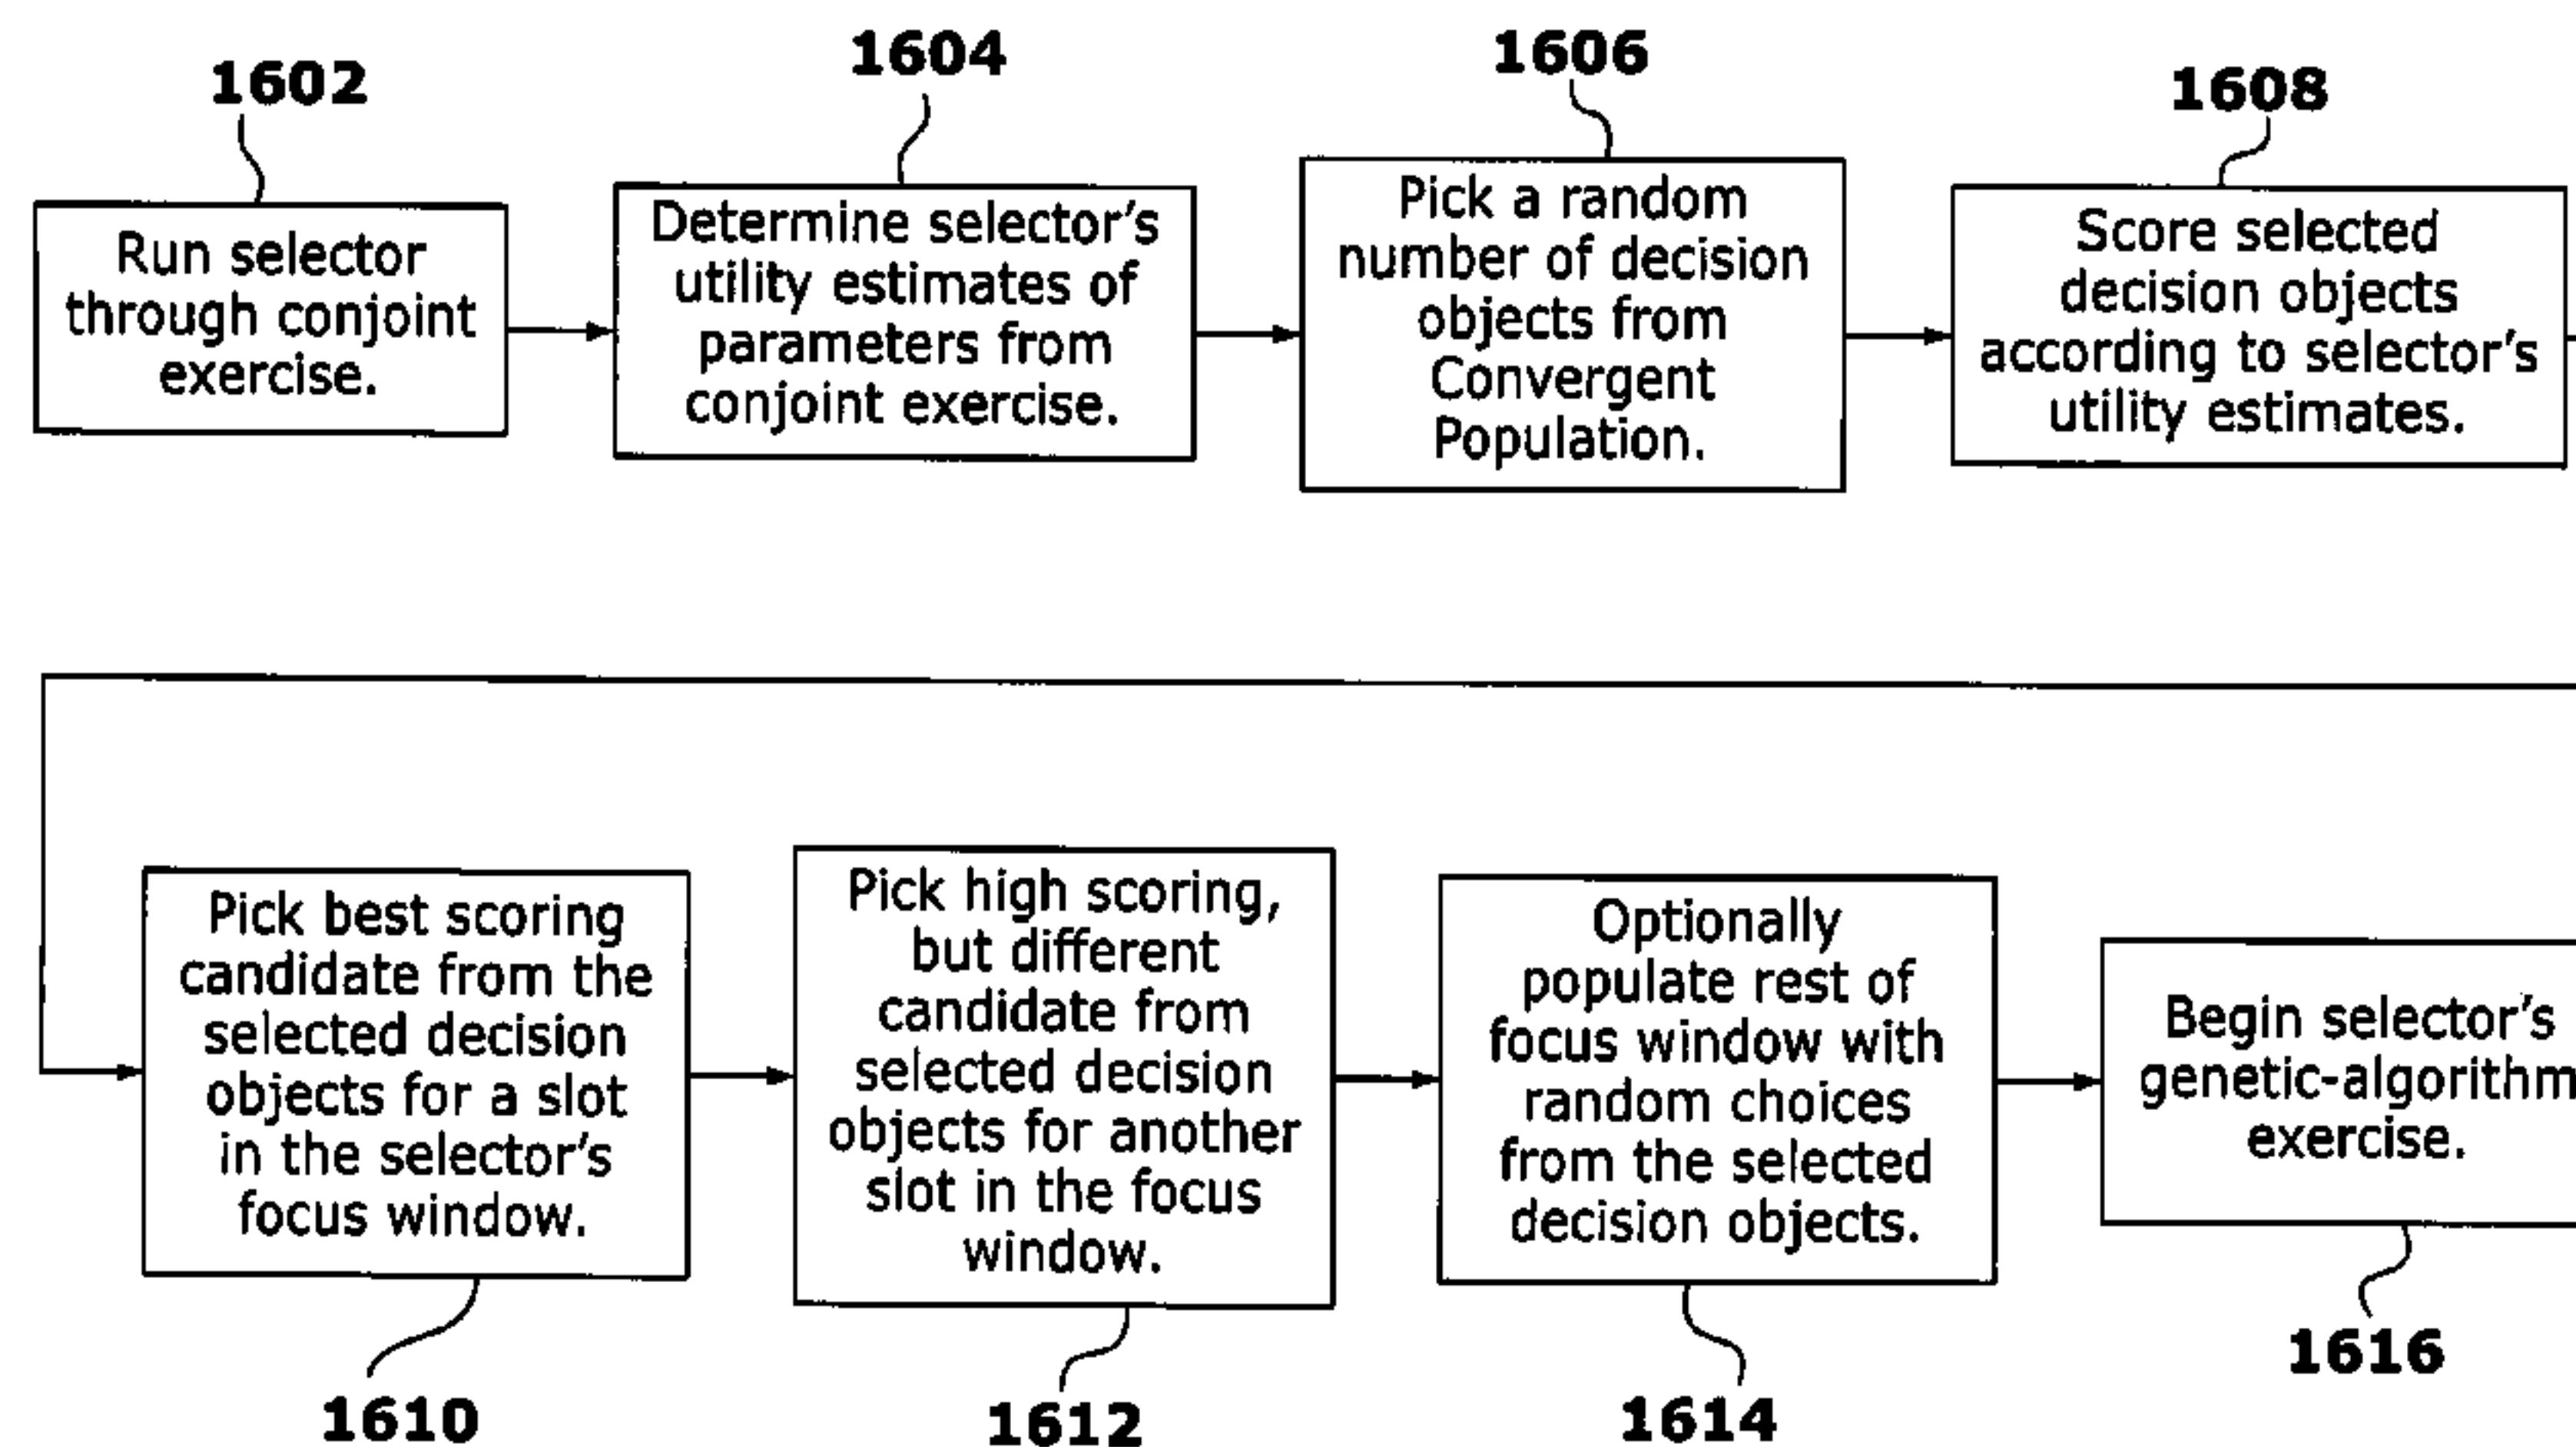 1602
1604
1606
1608
Run selector
through conjoint
exercise.
Determine selector's
utility estimates of
parameters from
conjoint exercise.
Pick a random
number of decision
objects from
Convergent
Population.
Score selected
decision objects
according to selector's
utility estimates.
Pick best scoring
candidate from the
selected decision
objects for a slot
in the selector's
focus window.
Pick high scoring,
but different
candidate from
selected decision
objects for another
slot in the focus
window.
Optionally
populate rest of
focus window with
random choices
from the selected
decision objects.
Begin selector's
genetic-algorithm
exercise.
1610
1612
1614
1616